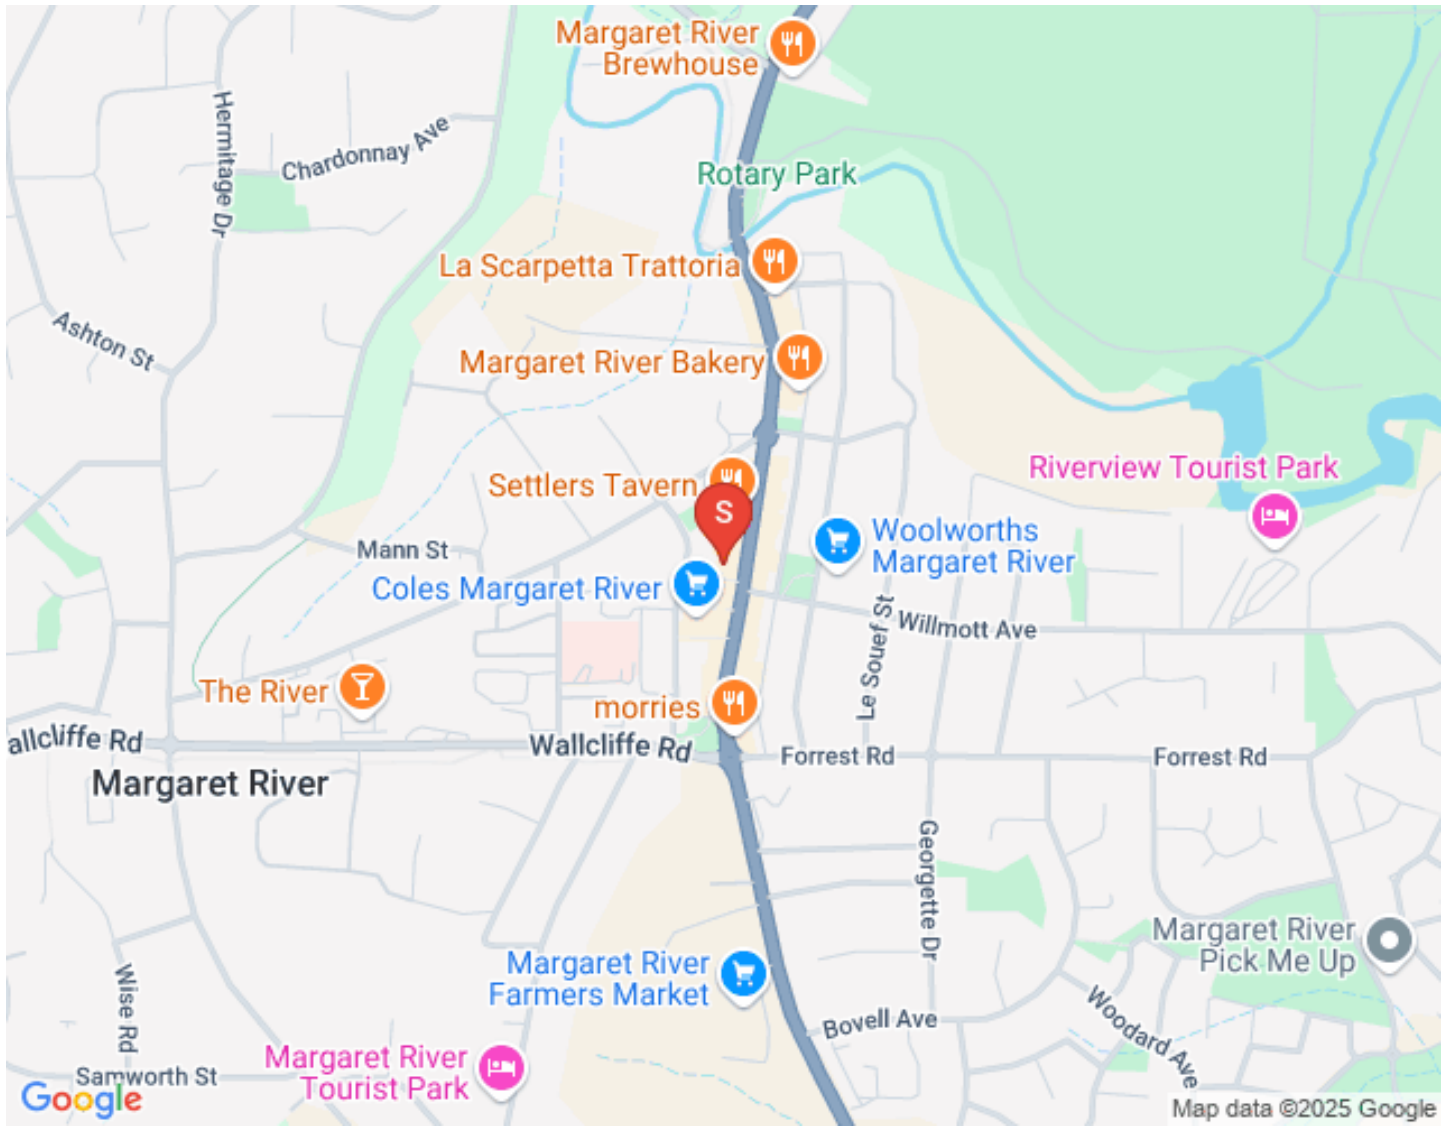 Margaret River
Brewhouse
Hermitage Dr
Chardonnay Ave
Rotary Park
La Scarpetta Trattoria
Ashton St
Margaret River Bakery
Riverview Tourist Park
Settlers Tavern
S
Woolworths
Margaret River
Mann St
Coles Margaret River
Willmott Ave
Le Souef St
The River
morries
allcliffe Rd
Wallcliffe Rd
Forrest Rd
Forrest Rd
Margaret River
Georgette Dr
Margaret River
Pick Me Up
Margaret River
Farmers Market
Wise Rd
Woodard Ave
Bovell Ave
Margaret River
Tourist Park
Samworth St
Google
Map data ©2025 Google